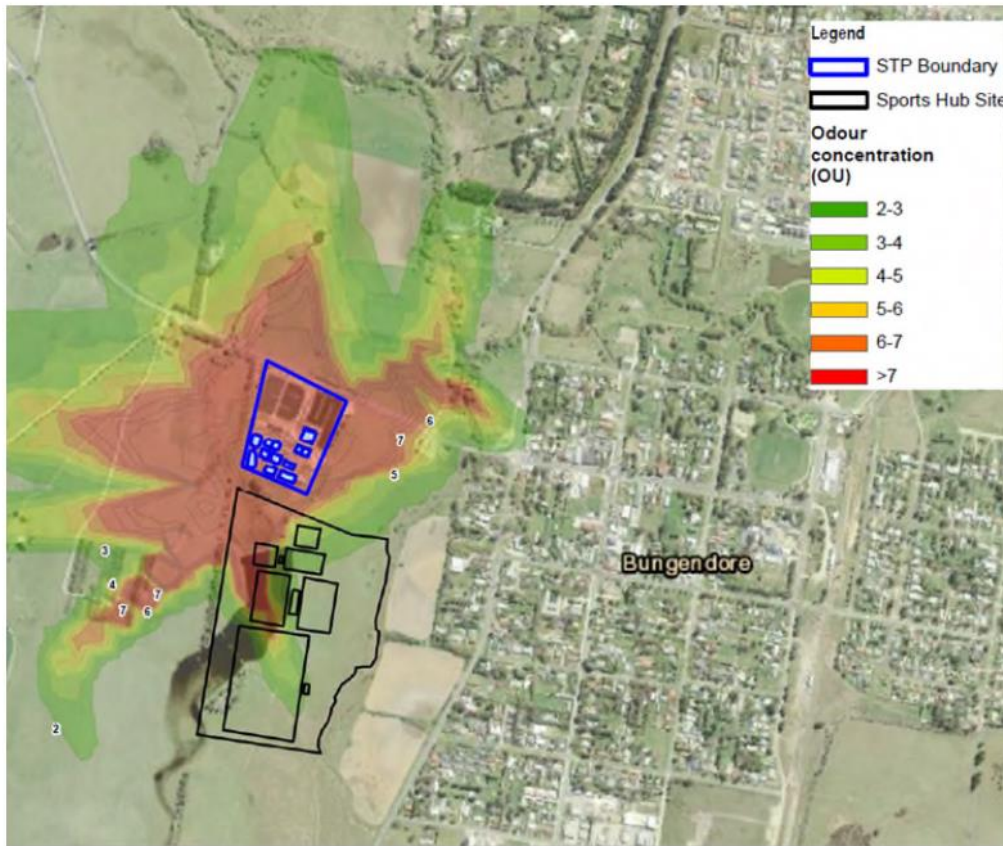 Legend
STP Boundary
Sports Hub Site
Odour
concentration
(OU)
2-3
3-4
4-5
5-6
6-7
>7
6
7
5
Bungendore
3
4
7
7
6
2